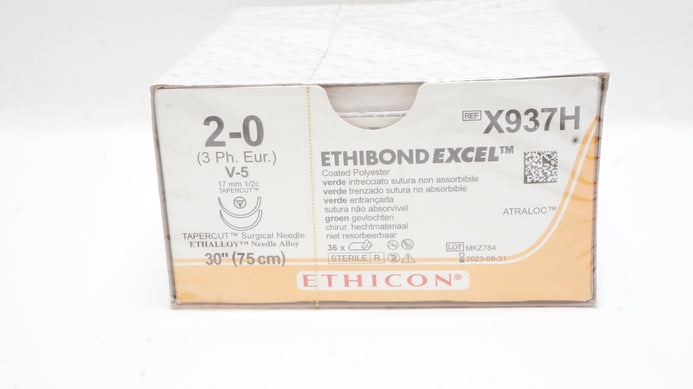 2-0
(3 Ph. Eur.)
V-5
17 mm 1/2c
TAPERCUT™
TAPERCUT™ Surgical Needle
ETHALLOY™ Needle Alloy
30" (75 cm)
REF X937H
ETHIBOND EXCEL™
Coated Polyester
verde intrecciato sutura non assorbibile
verde trenzado sutura no absorbible
verde entrançada
sutura não absorvível
groen gevlochten
chirur. hechtmateriaal
niet resorbeerbaar
ATRALOC™
36 x
STERILE R 2
LOT MKZ784
2023-08-31
ETHICON®